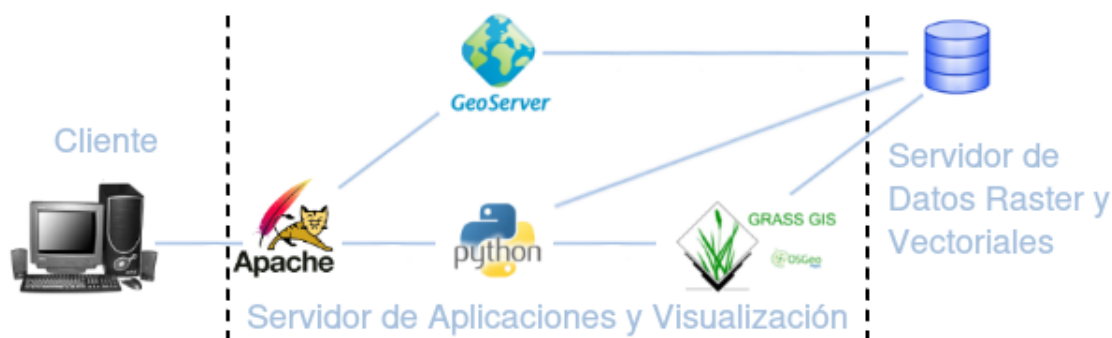 GeoServer
Cliente
Servidor de
Datos Raster y
Vectoriales
Apache
python
GRASS GIS
OSGeo
Servidor de Aplicaciones y Visualización